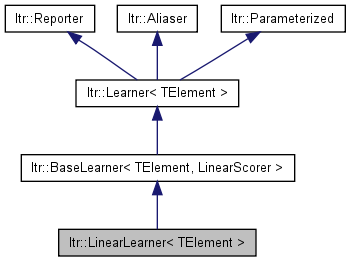 ltr::Reporter
ltr::Aliaser
ltr::Parameterized
ltr::Learner< TElement >
ltr::BaseLearner< TElement, LinearScorer >
ltr::LinearLearner< TElement >